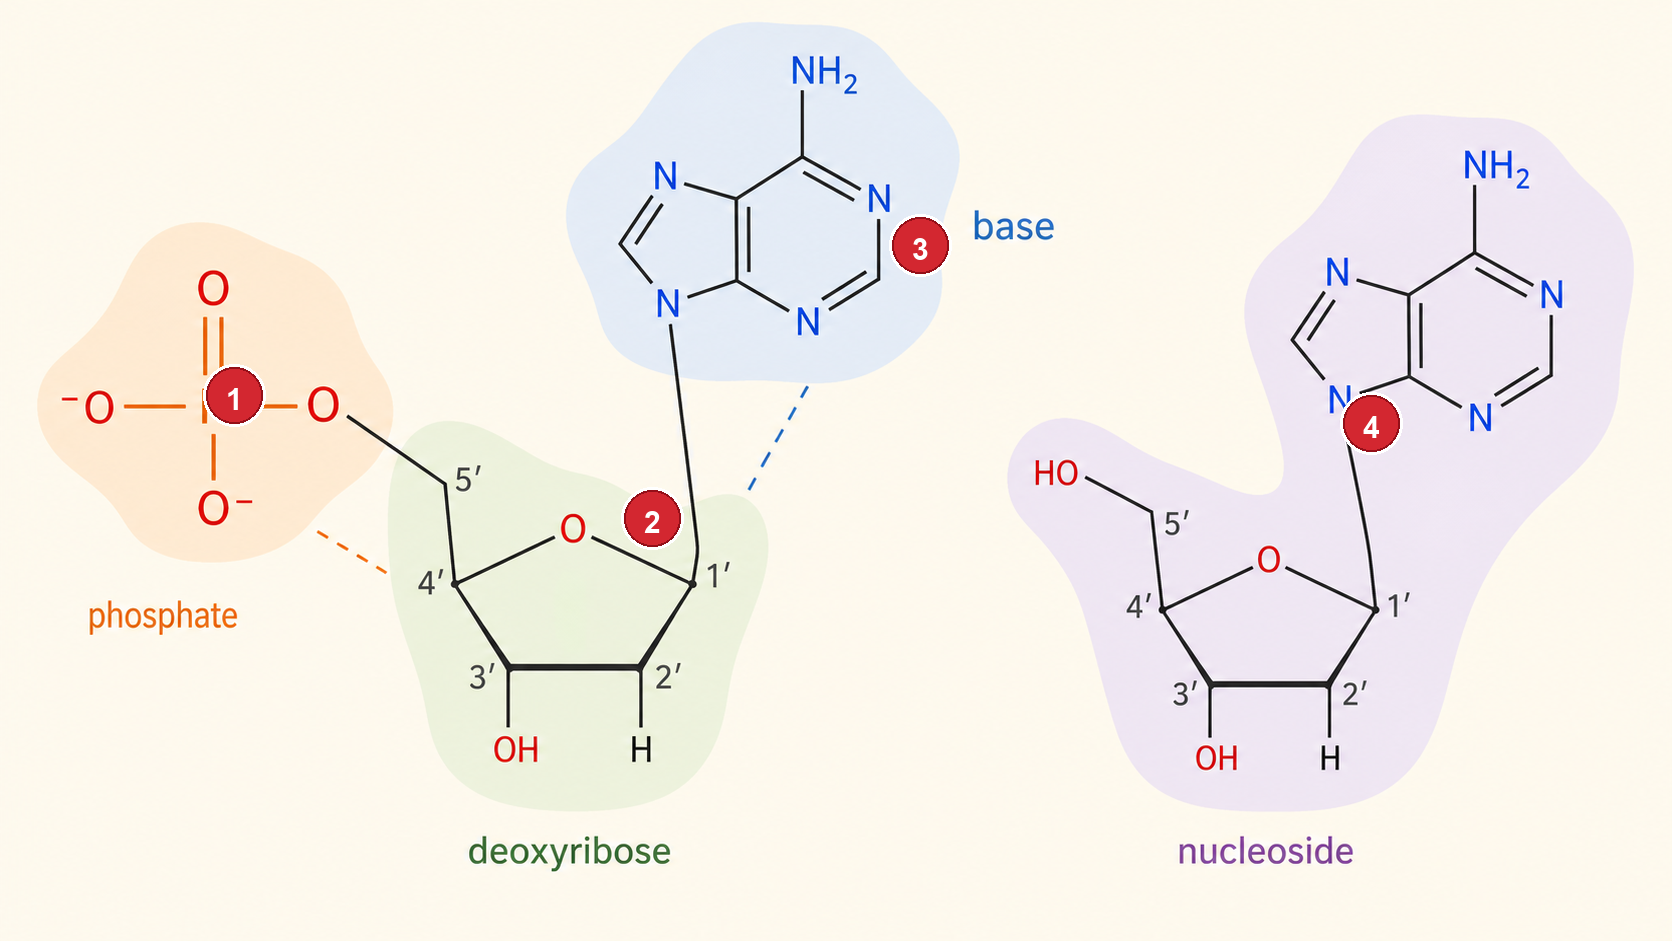 NH₂
N
N
N
N
3
base
O
⁻O
1
O
O⁻
phosphate
5′
2
O
4′
1′
3′
2′
OH
H
deoxyribose
NH₂
N
N
N
N
4
HO
5′
O
4′
1′
3′
2′
OH
H
nucleoside